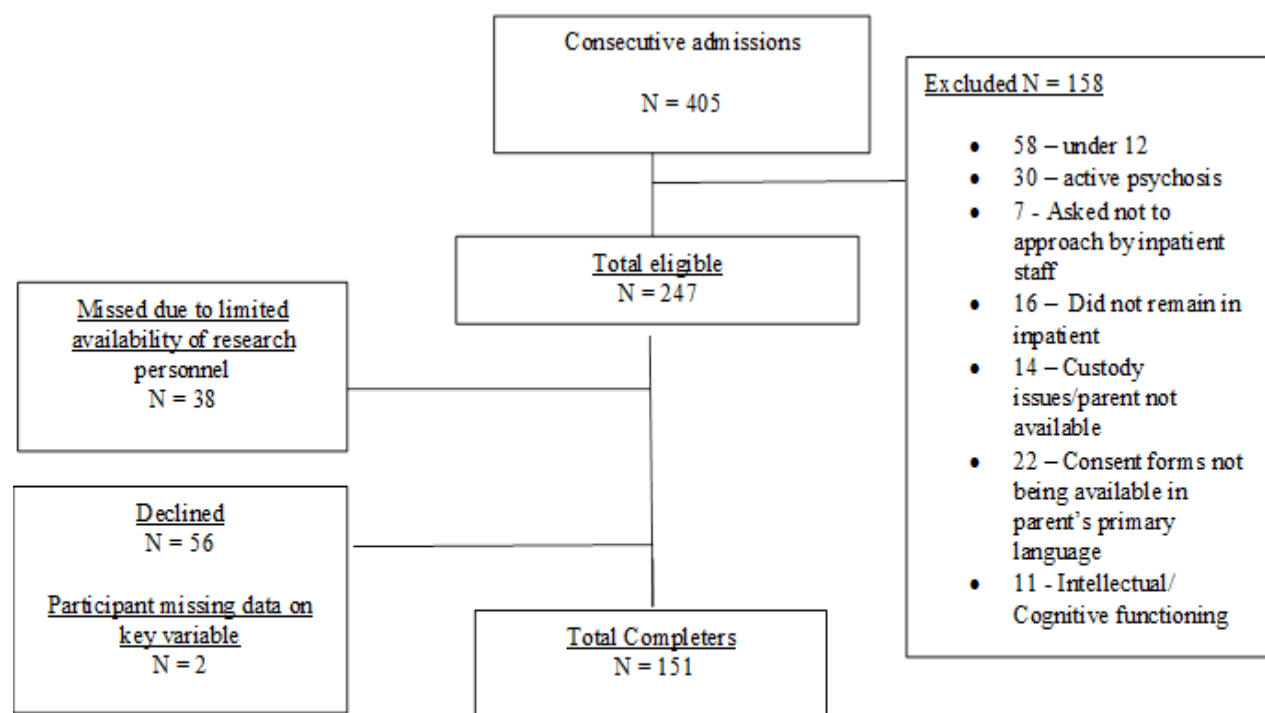 Consecutive admissions
N = 405
Excluded N = 158
• 58 – under 12
• 30 – active psychosis
• 7 - Asked not to
approach by inpatient
staff
• 16 – Did not remain in
inpatient
• 14 – Custody
issues/parent not
available
• 22 – Consent forms not
being available in
parent’s primary
language
• 11 - Intellectual/
Cognitive functioning
Total eligible
N = 247
Missed due to limited
availability of research
personnel
N = 38
Declined
N = 56
Participant missing data on
key variable
N = 2
Total Completers
N = 151